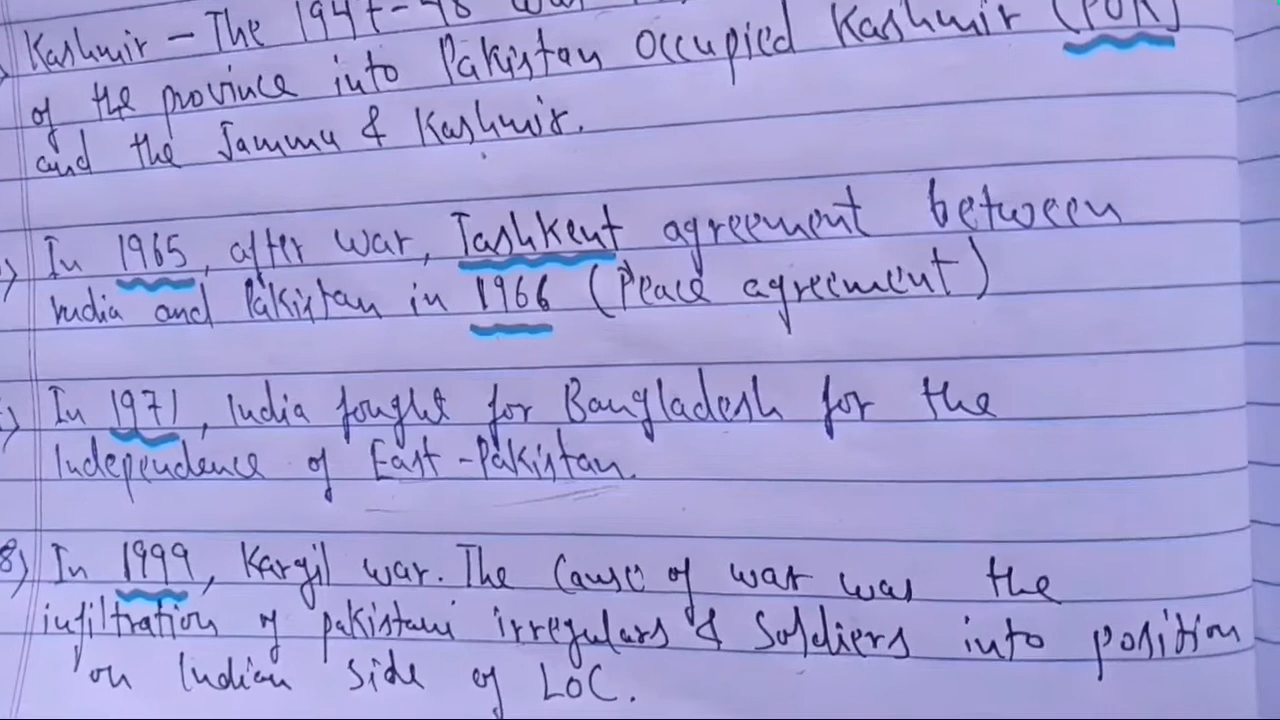 Kashmir - The 1947-48 war
of the province into Pakistan Occupied Kashmir (POK)
and the Jammu & Kashmir.
In 1965, after war, Tashkent agreement between
India and Pakistan in 1966 (Peace agreement)
In 1971, India fought for Bangladesh for the
Independence of East-Pakistan.
8) In 1999, Kargil war. The Cause of war was the
infiltration of pakistani irregulars & Soldiers into position
on Indian side of LOC.